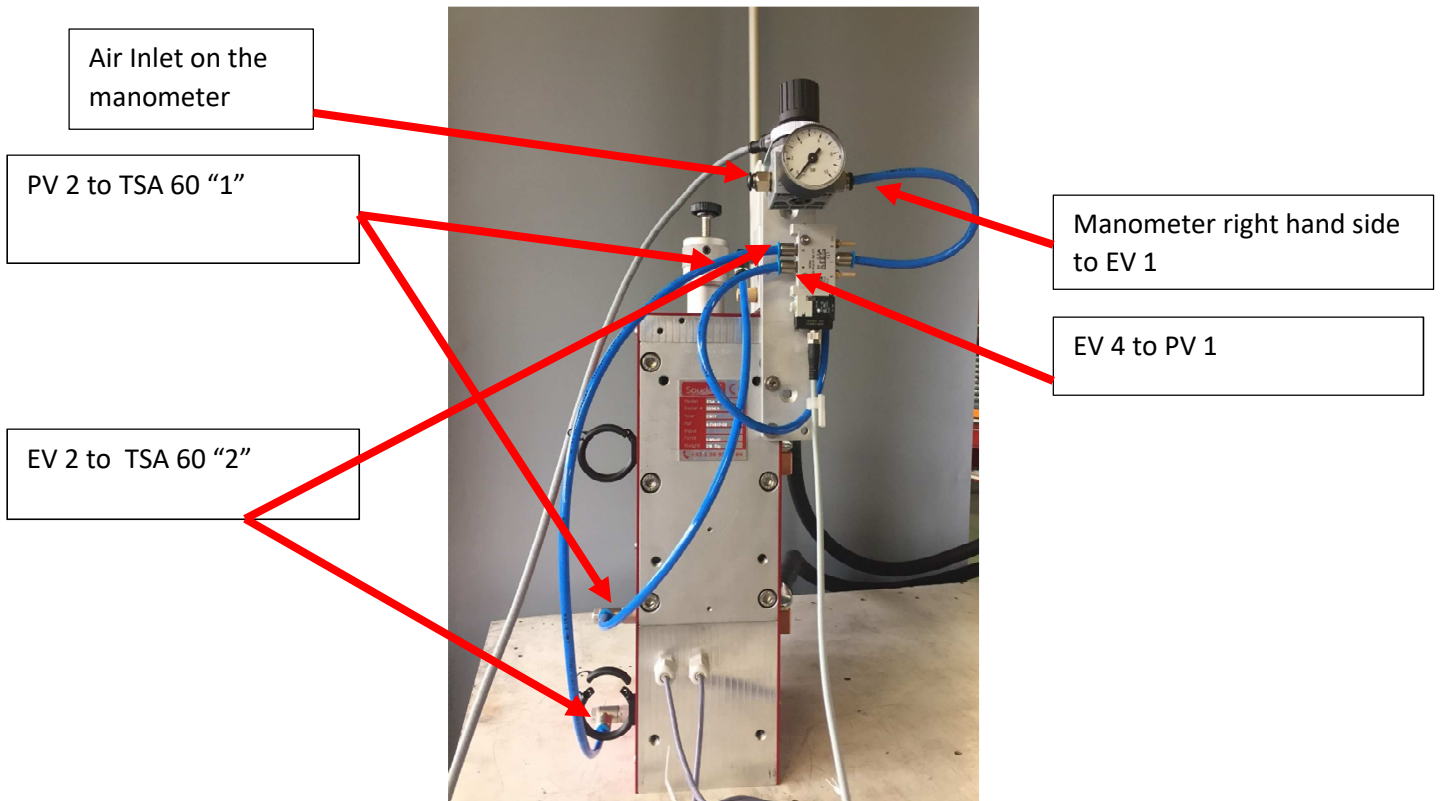 Air Inlet on the
manometer
PV 2 to TSA 60 “1”
Manometer right hand side
to EV 1
EV 4 to PV 1
EV 2 to  TSA 60 “2”